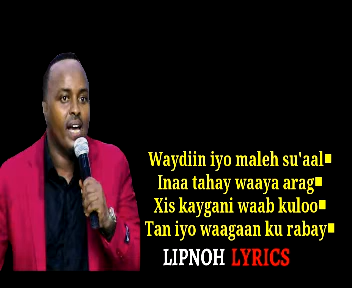 Waydiin iyo maleh su'aal
Inaa tahay waaya arag
Xis kaygani waab kuloo
Tan iyo waagaan ku rabay
LIPNOH LYRICS